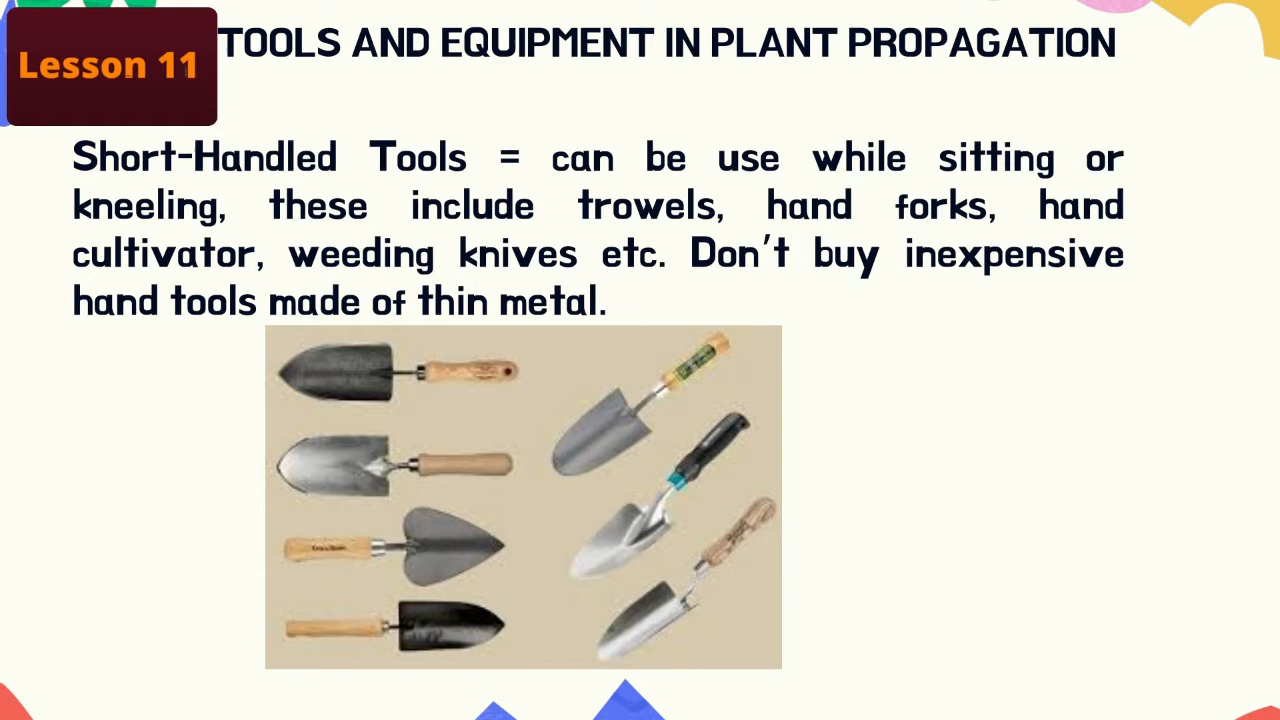 Lesson 11
TOOLS AND EQUIPMENT IN PLANT PROPAGATION
Short-Handled Tools = can be use while sitting or
kneeling, these include trowels, hand forks, hand
cultivator, weeding knives etc. Don't buy inexpensive
hand tools made of thin metal.